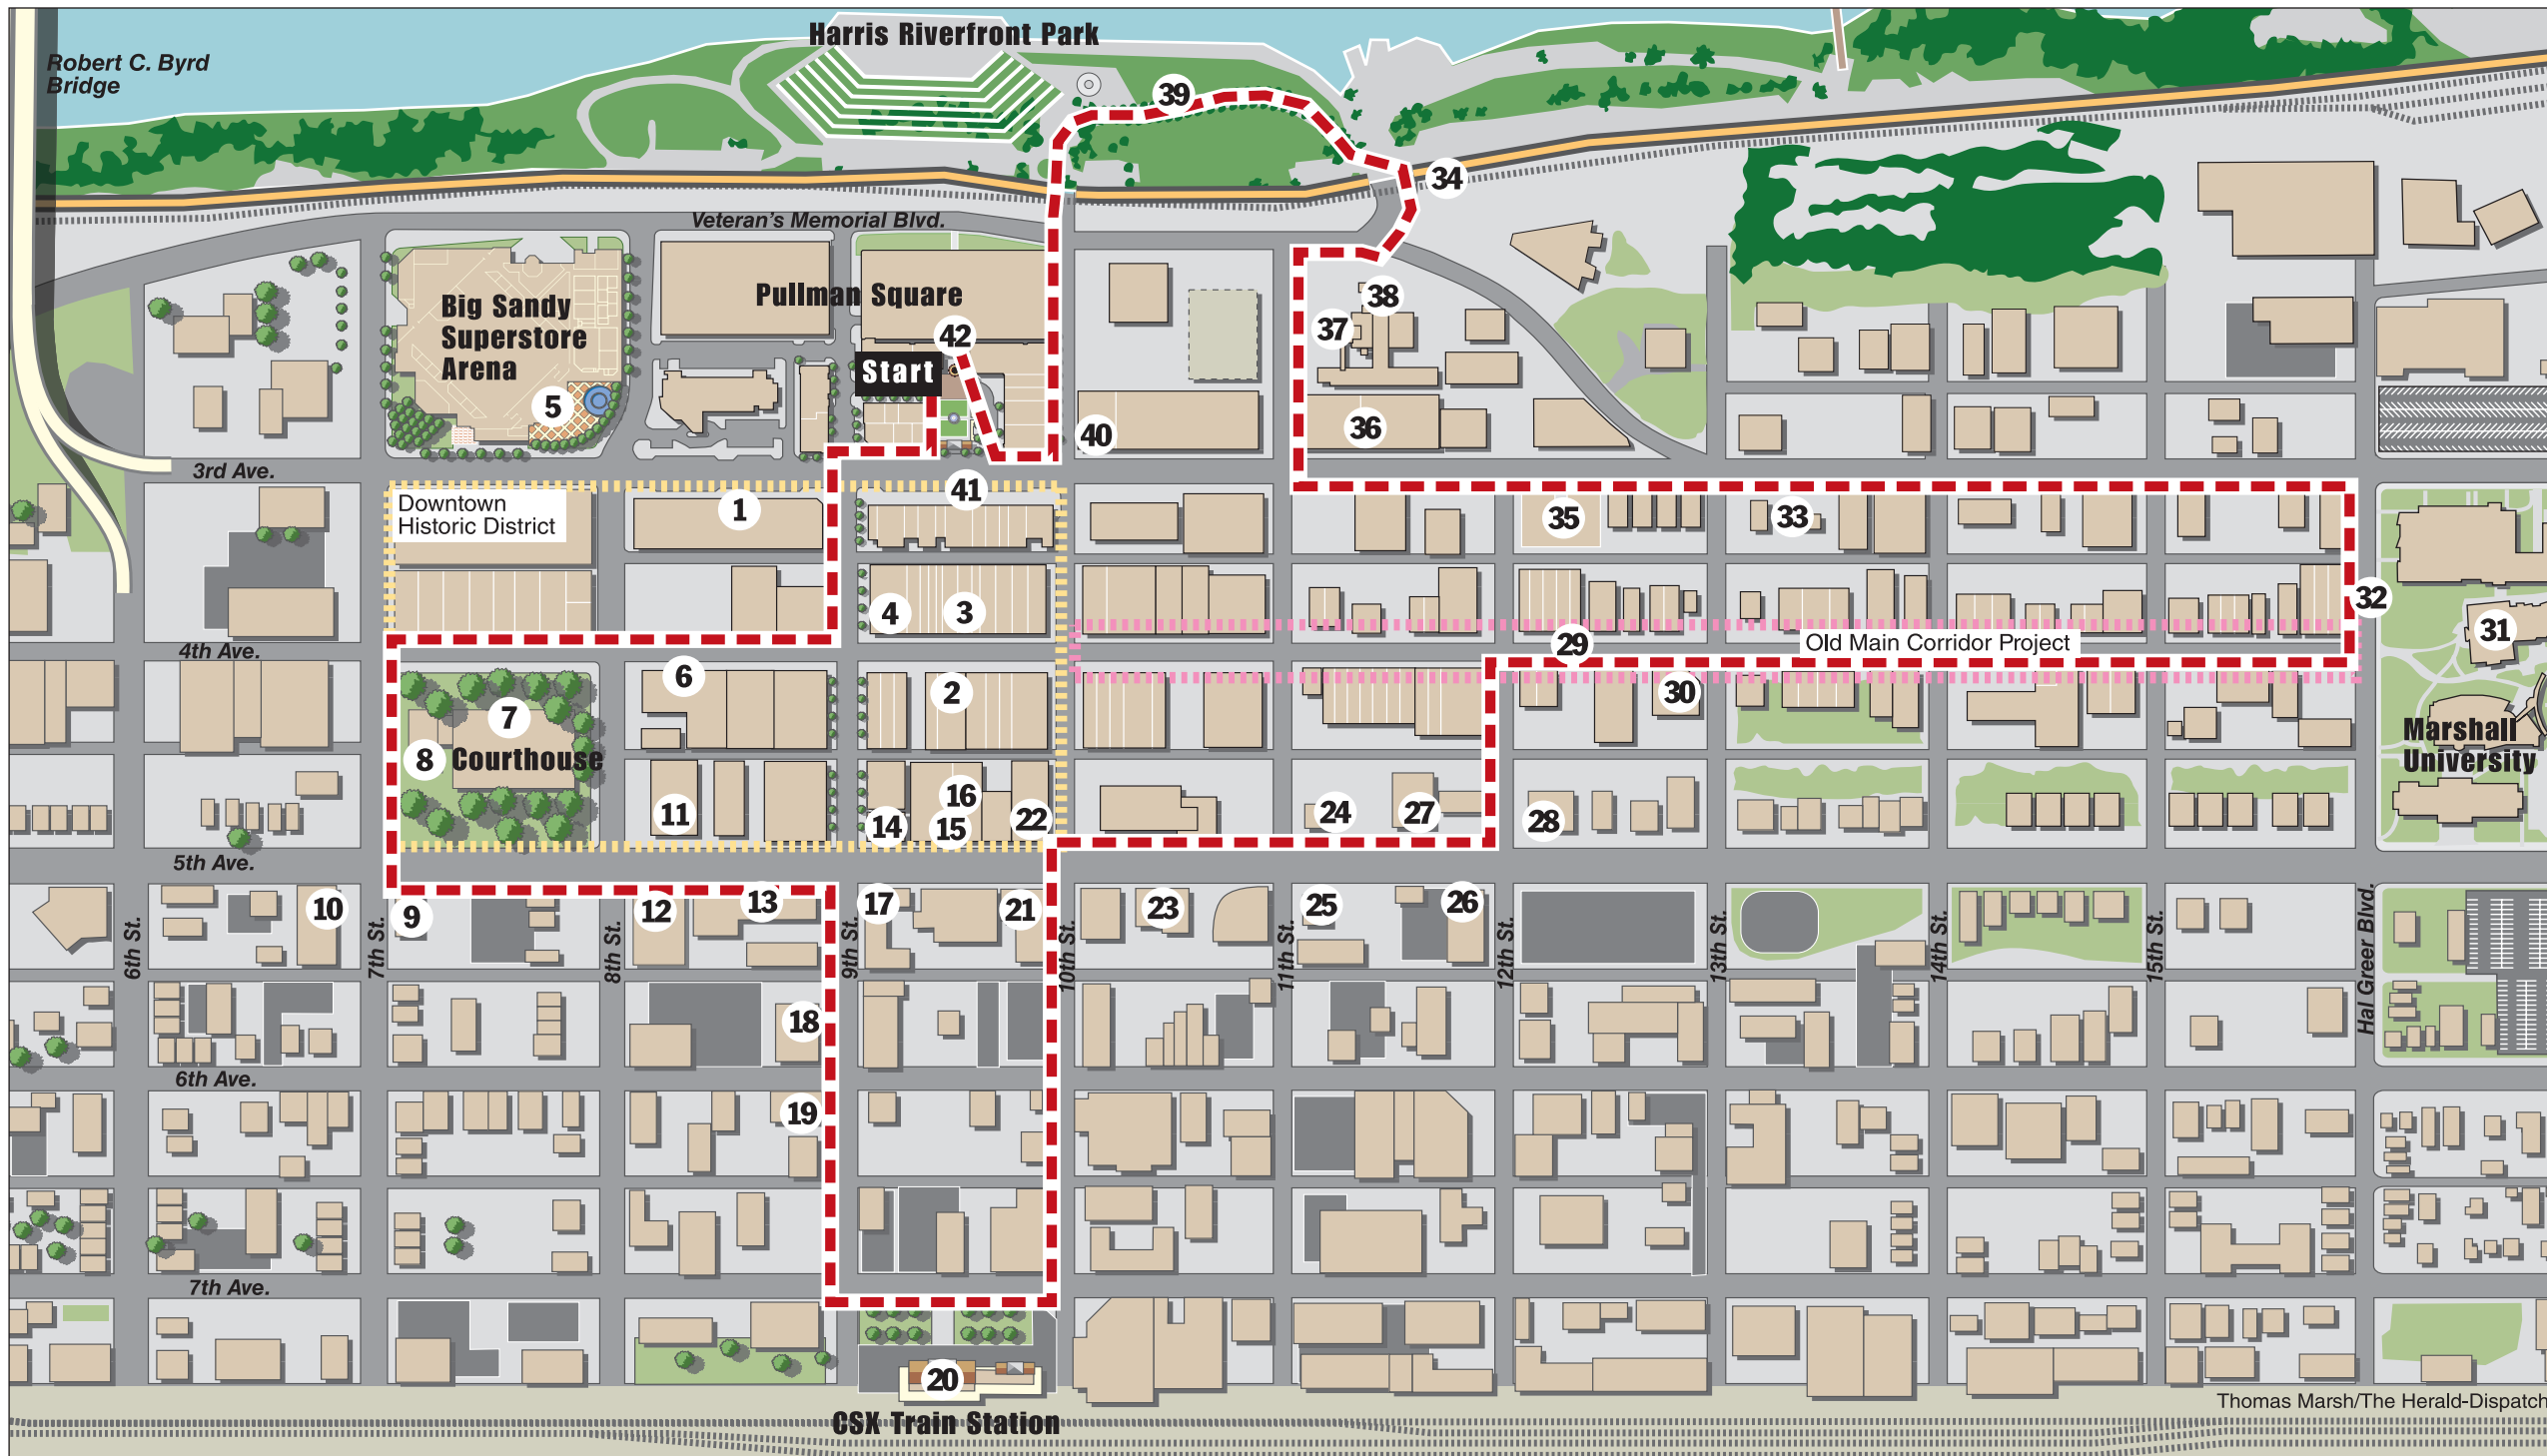 Harris Riverfront Park
Robert C. Byrd
Bridge
39
34
Veteran's Memorial Blvd.
Big Sandy
Superstore
Arena
Pullman Square
38
37
42
Start
5
40
36
3rd Ave.
Downtown
Historic District
1
41
35
33
4
3
32
31
29
Old Main Corridor Project
4th Ave.
6
2
30
7
8
Courthouse
Marshall
University
11
16
14
15
22
24
27
28
5th Ave.
10
9
12
13
17
21
23
25
26
6th St.
7th St.
8th St.
9th St.
10th St.
11th St.
12th St.
13th St.
14th St.
15th St.
Hal Greer Blvd.
18
6th Ave.
19
7th Ave.
20
CSX Train Station
Thomas Marsh/The Herald-Dispatch